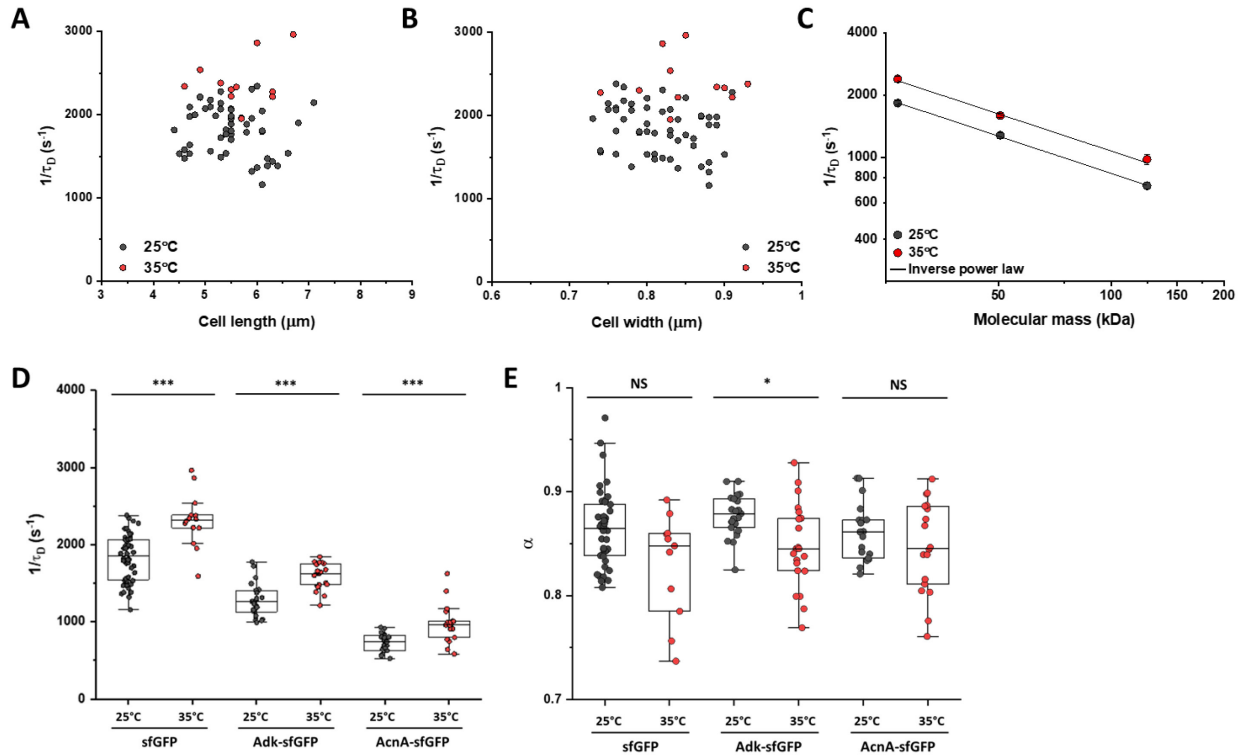 A
3000
2000
1000
0
1/τD (s-1)
25°C
35°C
3 4 5 6 7 8 9
Cell length (μm)
B
3000
2000
1000
0
1/τD (s-1)
25°C
35°C
0.6 0.7 0.8 0.9 1
Cell width (μm)
C
4000
2000
1000
800
600
400
1/τD (s-1)
25°C
35°C
Inverse power law
50 100 150 200
Molecular mass (kDa)
D
4000
3000
2000
1000
0
1/τD (s-1)
*** *** ***
25°C 35°C 25°C 35°C 25°C 35°C
sfGFP Adk-sfGFP AcnA-sfGFP
E
1
0.9
0.8
0.7
α
NS * NS
25°C 35°C 25°C 35°C 25°C 35°C
sfGFP Adk-sfGFP AcnA-sfGFP